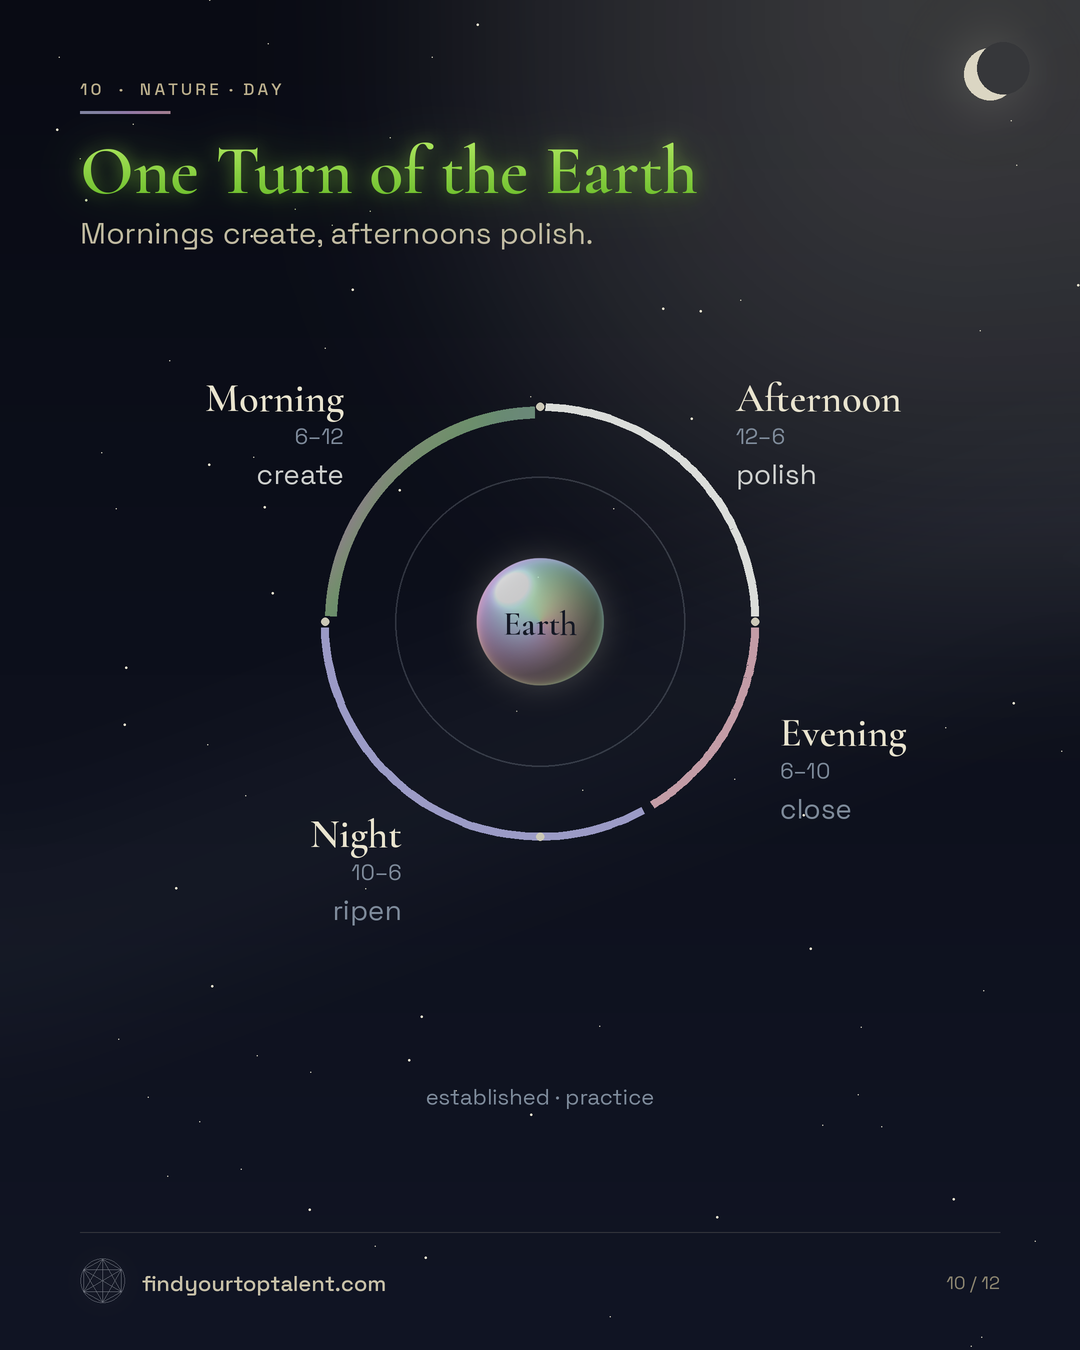 10 · NATURE · DAY
One Turn of the Earth
Mornings create, afternoons polish.
Morning
6–12
create
Afternoon
12–6
polish
Earth
Evening
6–10
close
Night
10–6
ripen
established · practice
findyourtoptalent.com
10 / 12